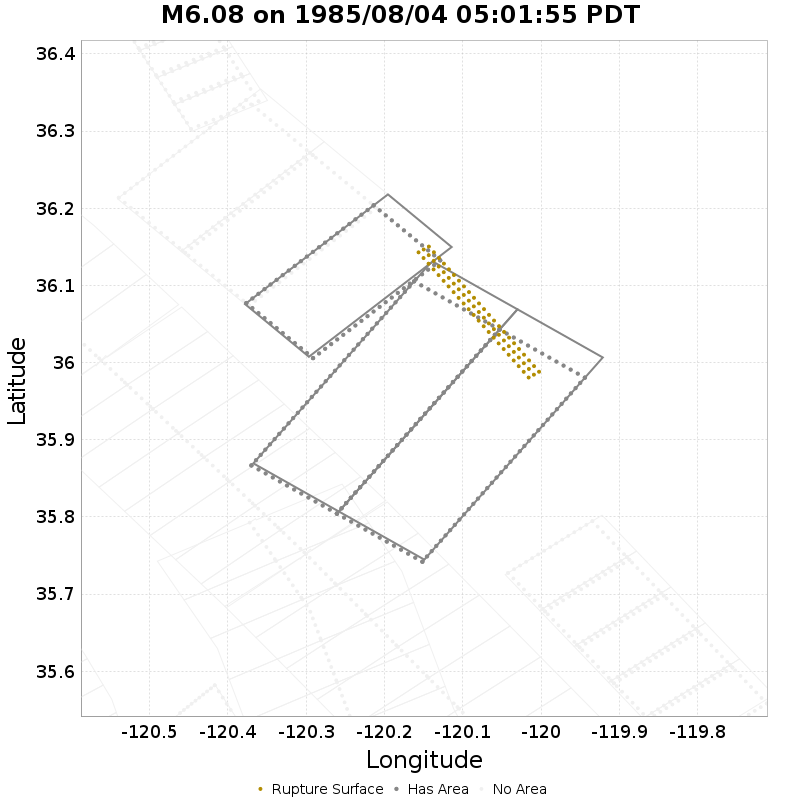 M6.08 on 1985/08/04 05:01:55 PDT
36.4
36.3
36.2
36.1
36
35.9
35.8
35.7
35.6
Latitude
-120.5 -120.4 -120.3 -120.2 -120.1 -120 -119.9 -119.8
Longitude
Rupture Surface Has Area No Area